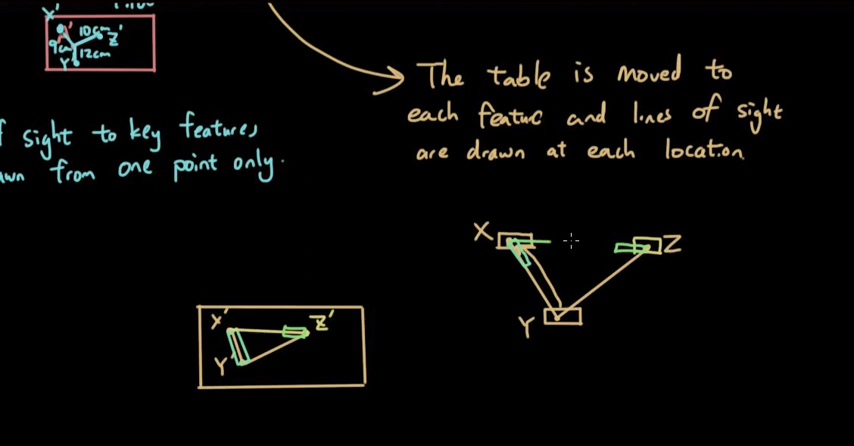 X'
10cm
Z'
9cm
12cm
Y'
sight to key features
from one point only.
The table is moved to
each featuc and lines of sight
are drawn at each location
X
Z
Y
X'
Z'
Y'